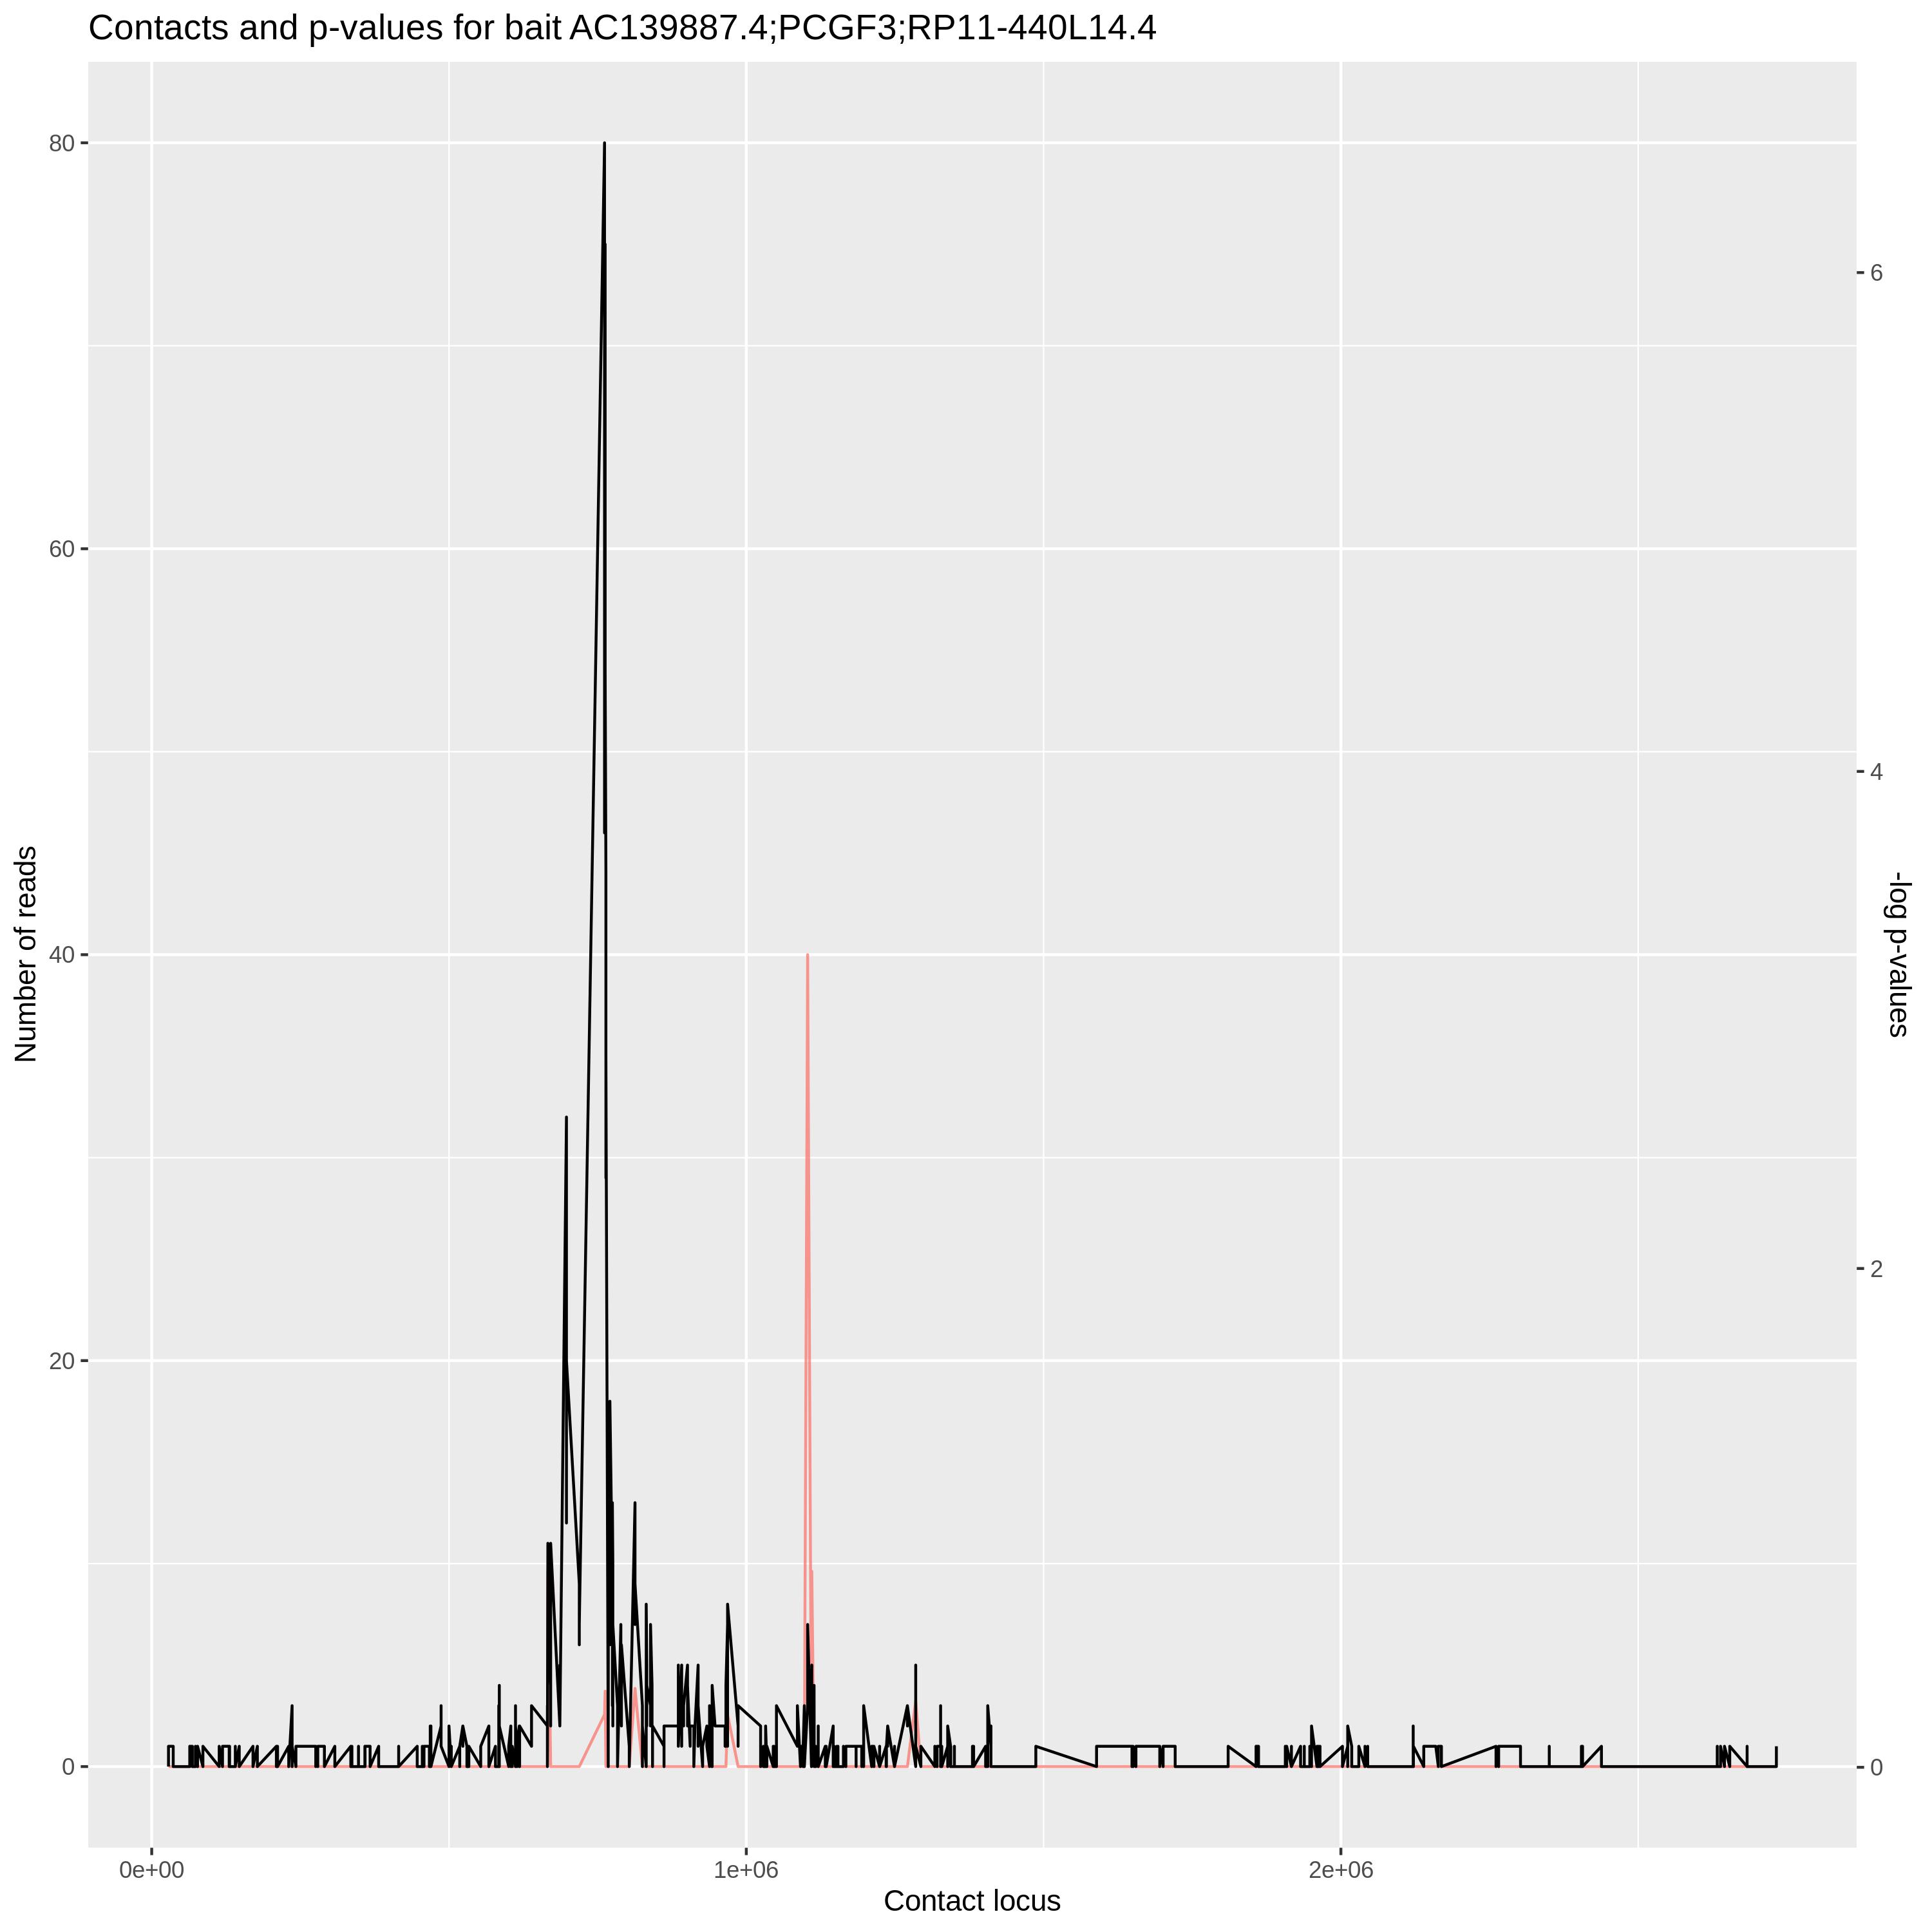 Contacts and p-values for bait AC139887.4;PCGF3;RP11-440L14.4
80
60
40
20
0
Number of reads
6
4
2
0
-log p-values
0e+00
1e+06
2e+06
Contact locus